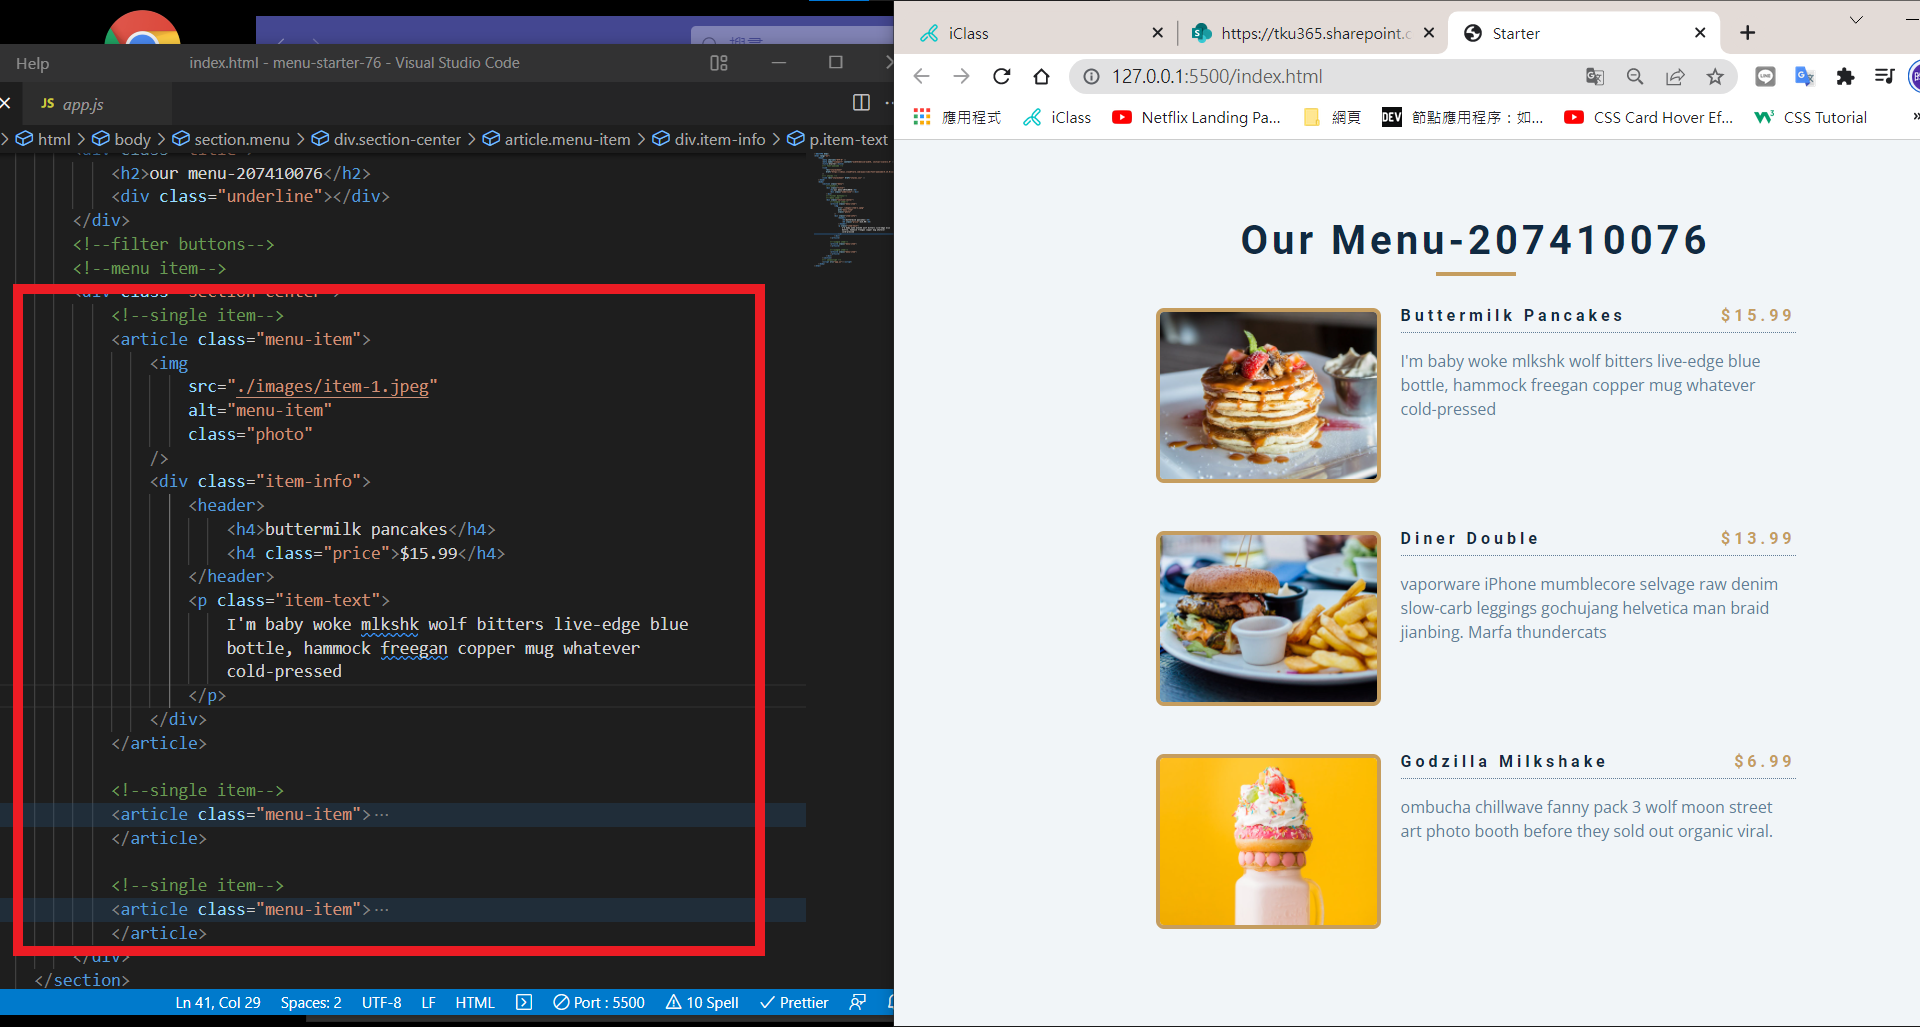 搜尋
Help
index.html - menu-starter-76 - Visual Studio Code
JS app.js
html > body > section.menu > div.section-center > article.menu-item > div.item-info > p.item-text
<h2>our menu-207410076</h2>
<div class="underline"></div>
</div>
<!--filter buttons-->
<!--menu item-->
<div class="section-center">
<!--single item-->
<article class="menu-item">
<img
src="./images/item-1.jpeg"
alt="menu-item"
class="photo"
/>
<div class="item-info">
<header>
<h4>buttermilk pancakes</h4>
<h4 class="price">$15.99</h4>
</header>
<p class="item-text">
I'm baby woke mlkshk wolf bitters live-edge blue
bottle, hammock freegan copper mug whatever
cold-pressed
</p>
</div>
</article>
<!--single item-->
<article class="menu-item">…
</article>
<!--single item-->
<article class="menu-item">…
</article>
</div>
</section>
Ln 41, Col 29 Spaces: 2 UTF-8 LF HTML Port : 5500 10 Spell Prettier
iClass
https://tku365.sharepoint.c
Starter
127.0.0.1:5500/index.html
應用程式 iClass Netflix Landing Pa... 網頁 DEV 節點應用程序：如... CSS Card Hover Ef... CSS Tutorial »
Our Menu-207410076
Buttermilk Pancakes $15.99
I'm baby woke mlkshk wolf bitters live-edge blue
bottle, hammock freegan copper mug whatever
cold-pressed
Diner Double $13.99
vaporware iPhone mumblecore selvage raw denim
slow-carb leggings gochujang helvetica man braid
jianbing. Marfa thundercats
Godzilla Milkshake $6.99
ombucha chillwave fanny pack 3 wolf moon street
art photo booth before they sold out organic viral.